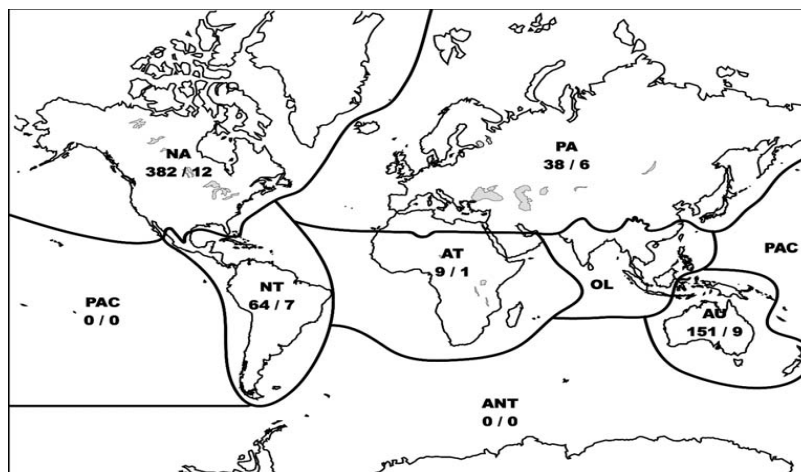 NA
382 / 12
PA
38 / 6
PAC
AT
9 / 1
OL
NT
64 / 7
PAC
0 / 0
AU
151 / 9
ANT
0 / 0